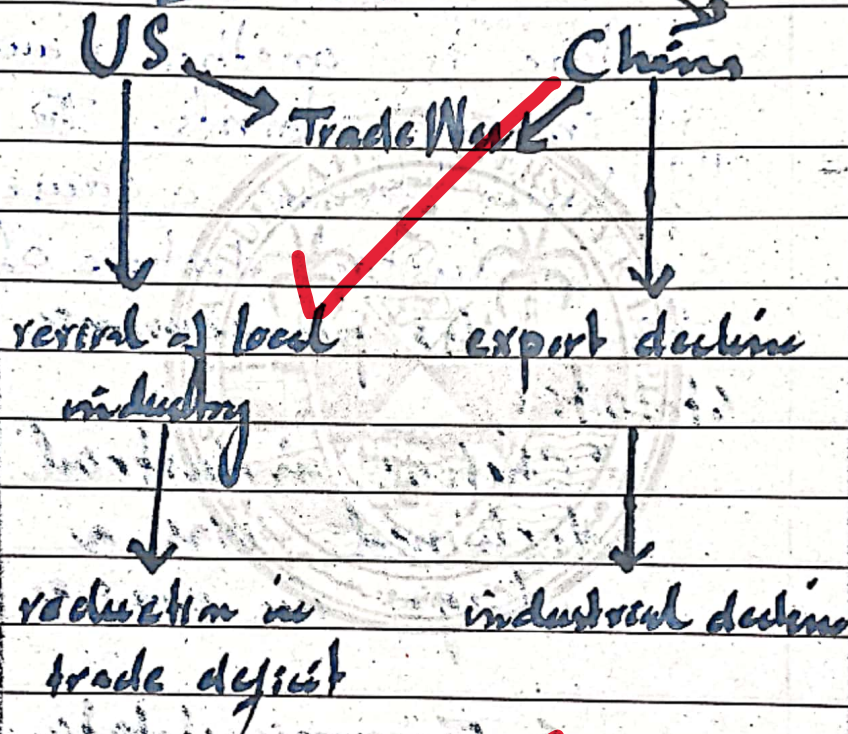 US China
Trade War
revival of local export decline
industry
reduction in industrial decline
trade deficit